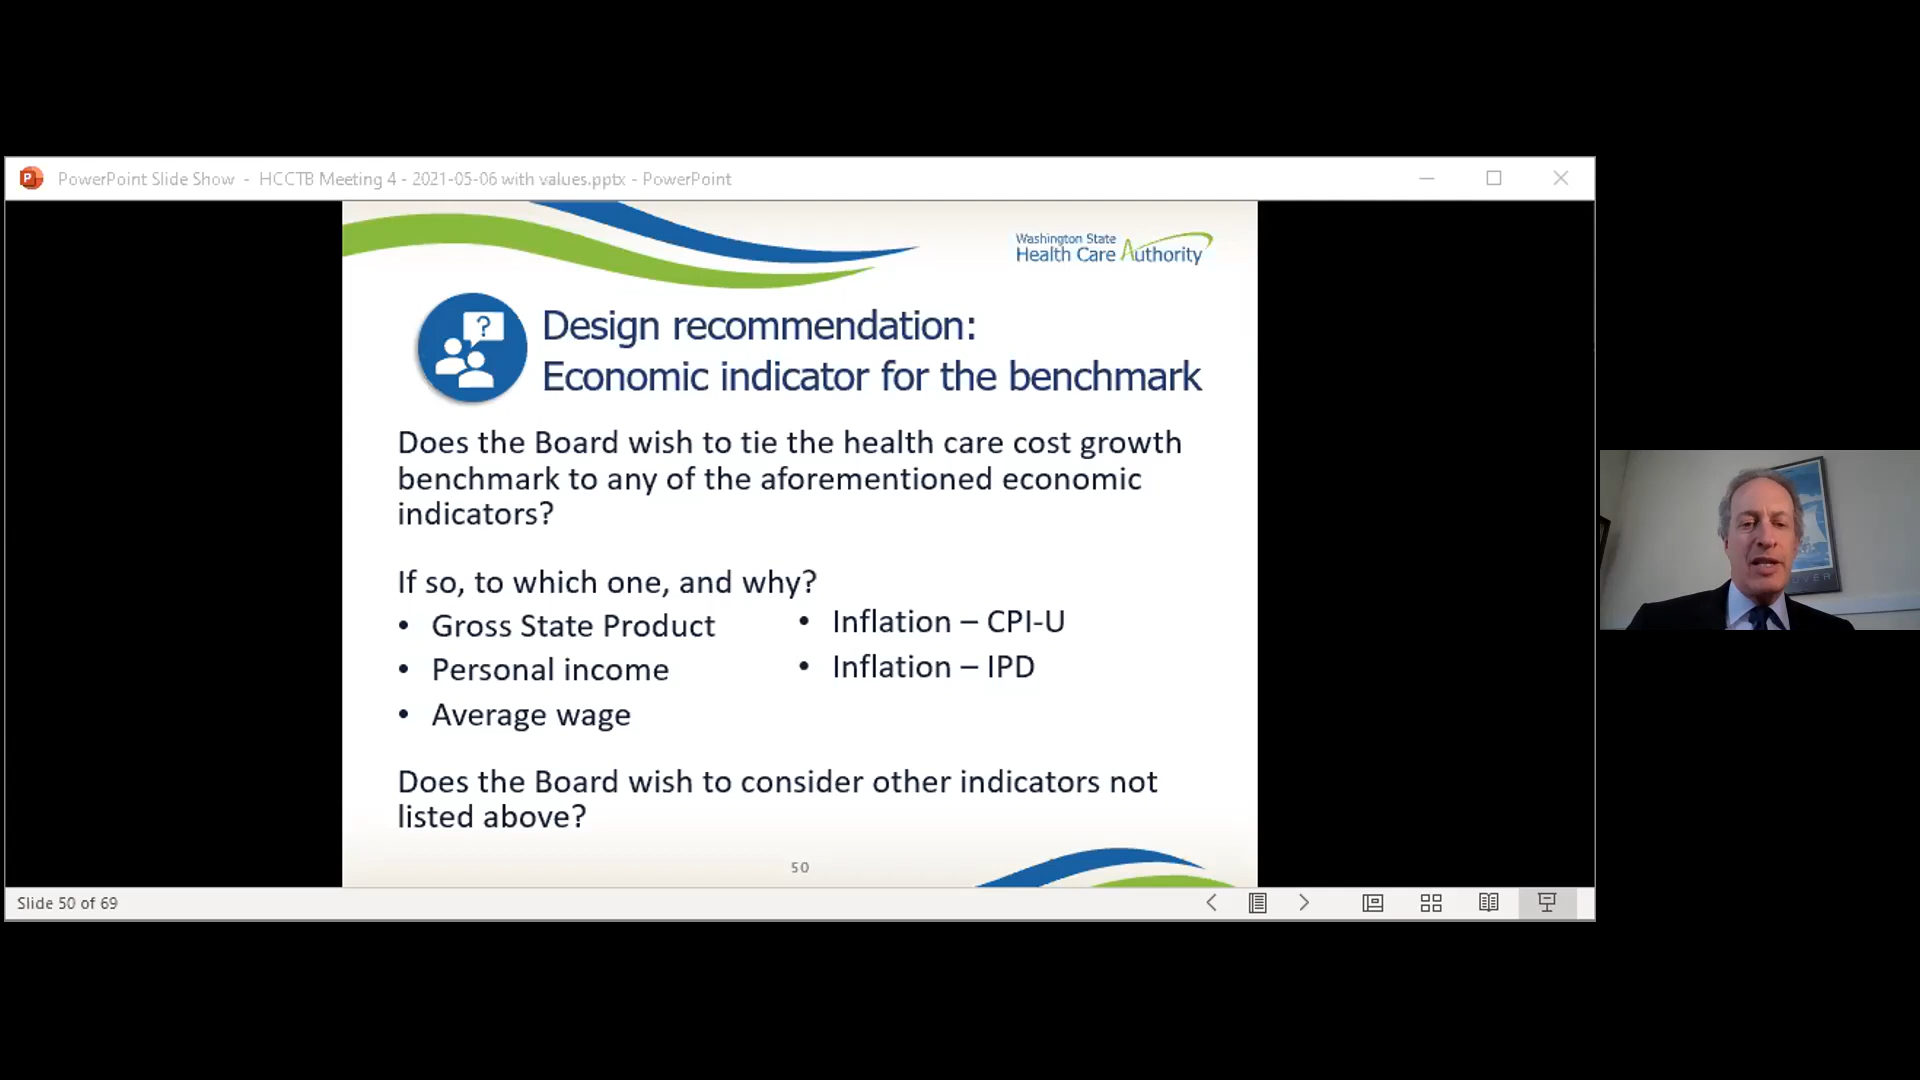 PowerPoint Slide Show - HCCTB Meeting 4 - 2021-05-06 with values.pptx - PowerPoint
Washington State
Health Care Authority
?
Design recommendation:
Economic indicator for the benchmark
Does the Board wish to tie the health care cost growth
benchmark to any of the aforementioned economic
indicators?
If so, to which one, and why?
• Gross State Product
• Personal income
• Average wage
• Inflation – CPI-U
• Inflation – IPD
Does the Board wish to consider other indicators not
listed above?
50
Slide 50 of 69